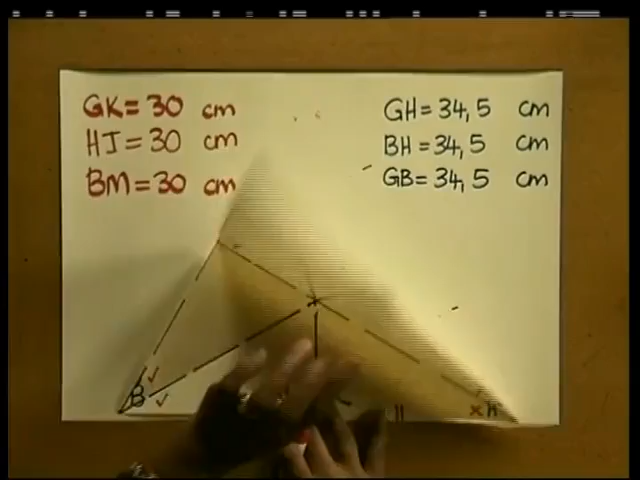 GK = 30 cm
HJ = 30 cm
BM = 30 cm
GH = 34,5 cm
BH = 34,5 cm
GB = 34,5 cm
B
x H